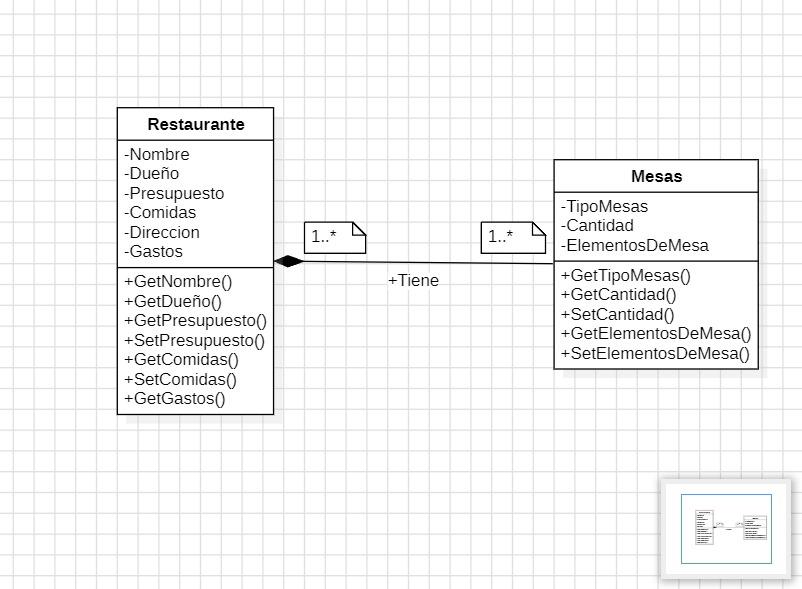 Restaurante
-Nombre
-Dueño
-Presupuesto
-Comidas
-Direccion
-Gastos
+GetNombre()
+GetDueño()
+GetPresupuesto()
+SetPresupuesto()
+GetComidas()
+SetComidas()
+GetGastos()
1..*
1..*
+Tiene
Mesas
-TipoMesas
-Cantidad
-ElementosDeMesa
+GetTipoMesas()
+GetCantidad()
+SetCantidad()
+GetElementosDeMesa()
+SetElementosDeMesa()